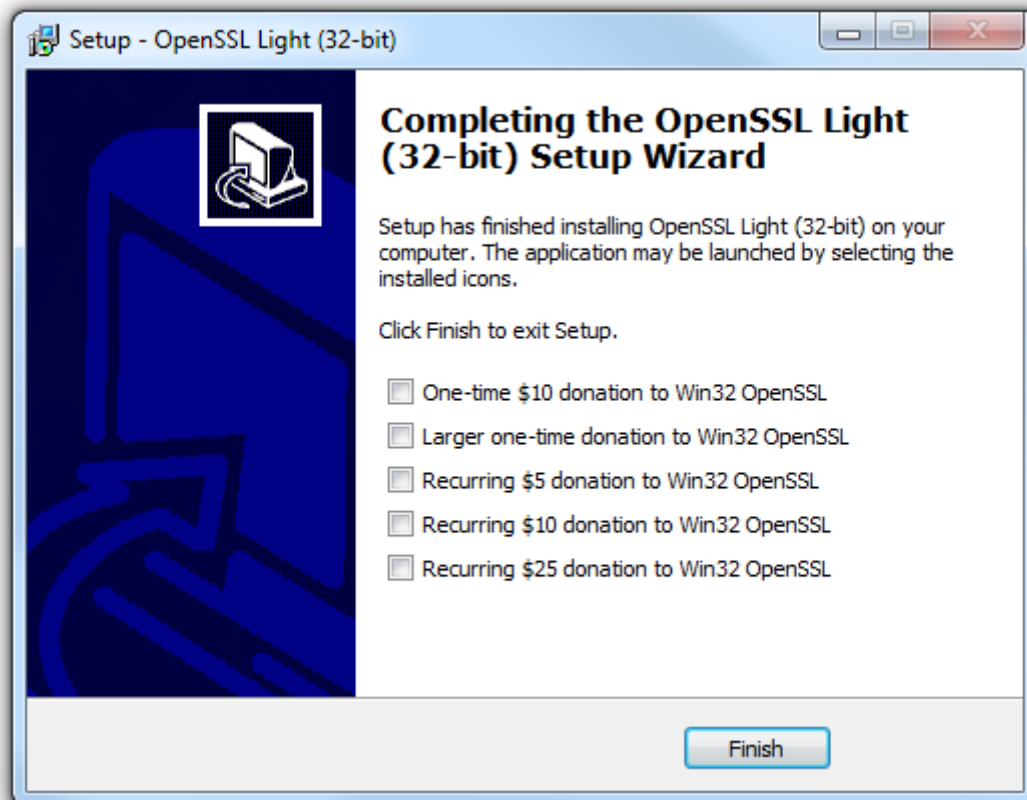 Setup - OpenSSL Light (32-bit)
Completing the OpenSSL Light
(32-bit) Setup Wizard
Setup has finished installing OpenSSL Light (32-bit) on your
computer. The application may be launched by selecting the
installed icons.
Click Finish to exit Setup.
One-time $10 donation to Win32 OpenSSL
Larger one-time donation to Win32 OpenSSL
Recurring $5 donation to Win32 OpenSSL
Recurring $10 donation to Win32 OpenSSL
Recurring $25 donation to Win32 OpenSSL
Finish